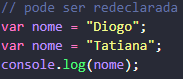 // pode ser redeclarada
var nome = "Diogo";
var nome = "Tatiana";
console.log(nome);